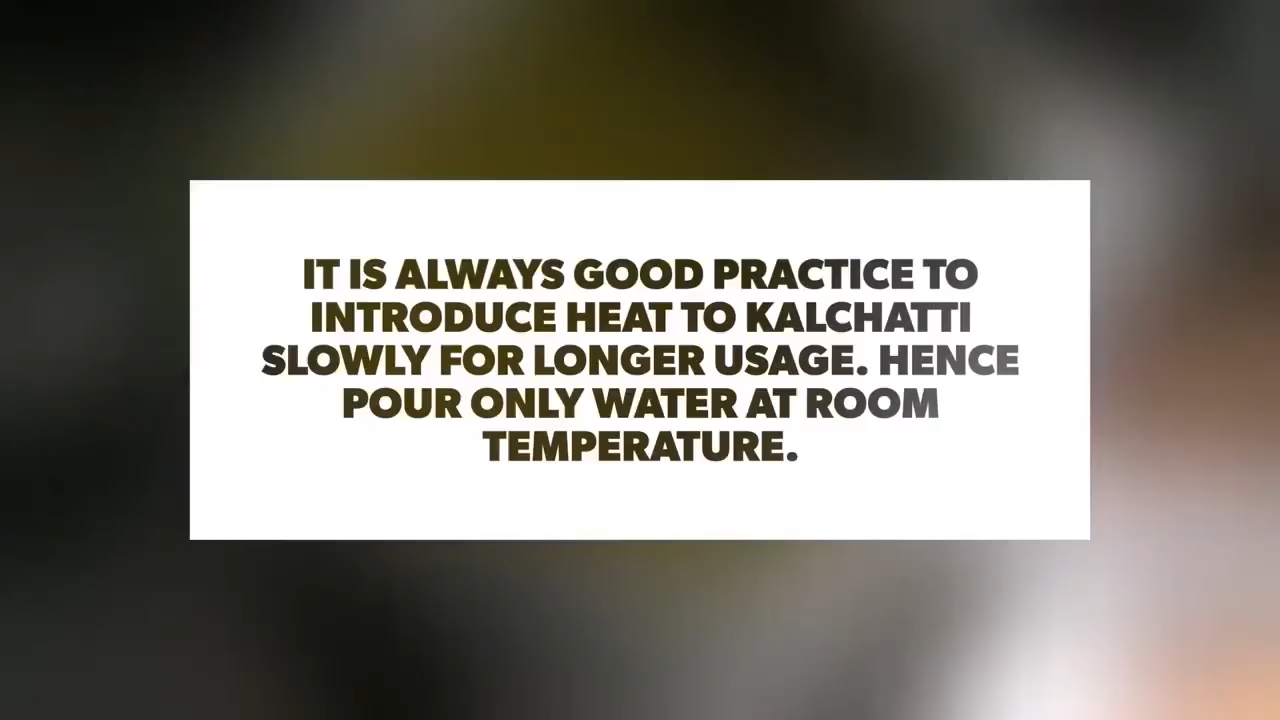 IT IS ALWAYS GOOD PRACTICE TO
INTRODUCE HEAT TO KALCHATTI
SLOWLY FOR LONGER USAGE. HENCE
POUR ONLY WATER AT ROOM
TEMPERATURE.